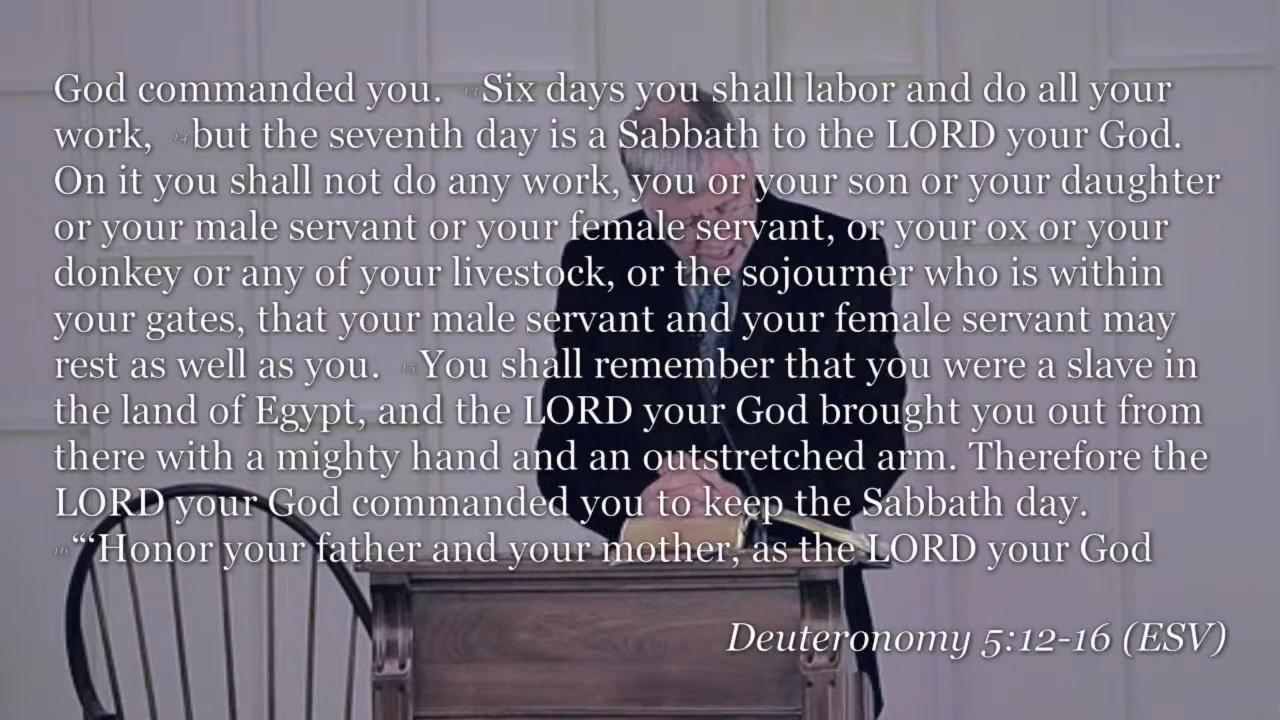 God commanded you. 13 Six days you shall labor and do all your
work, 14 but the seventh day is a Sabbath to the LORD your God.
On it you shall not do any work, you or your son or your daughter
or your male servant or your female servant, or your ox or your
donkey or any of your livestock, or the sojourner who is within
your gates, that your male servant and your female servant may
rest as well as you. 15 You shall remember that you were a slave in
the land of Egypt, and the LORD your God brought you out from
there with a mighty hand and an outstretched arm. Therefore the
LORD your God commanded you to keep the Sabbath day.
16 “‘Honor your father and your mother, as the LORD your God
Deuteronomy 5:12-16 (ESV)